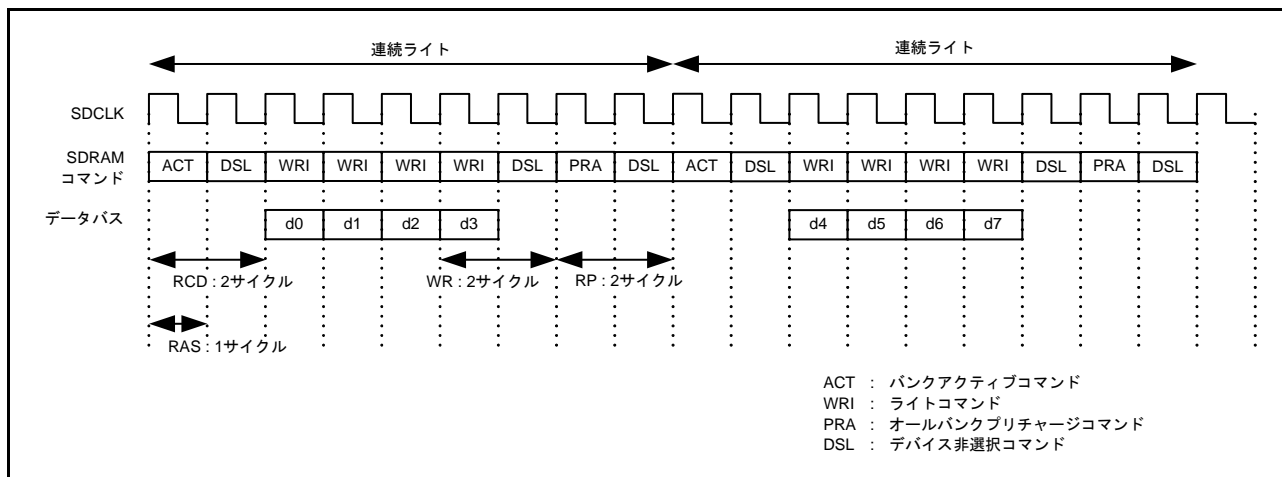 連続ライト 連続ライト
SDCLK
SDRAM
コマンド
ACT DSL WRI WRI WRI WRI DSL PRA DSL ACT DSL WRI WRI WRI WRI DSL PRA DSL
データバス
d0 d1 d2 d3 d4 d5 d6 d7
RCD : 2サイクル WR : 2サイクル RP : 2サイクル
RAS : 1サイクル
ACT : バンクアクティブコマンド
WRI : ライトコマンド
PRA : オールバンクプリチャージコマンド
DSL : デバイス非選択コマンド